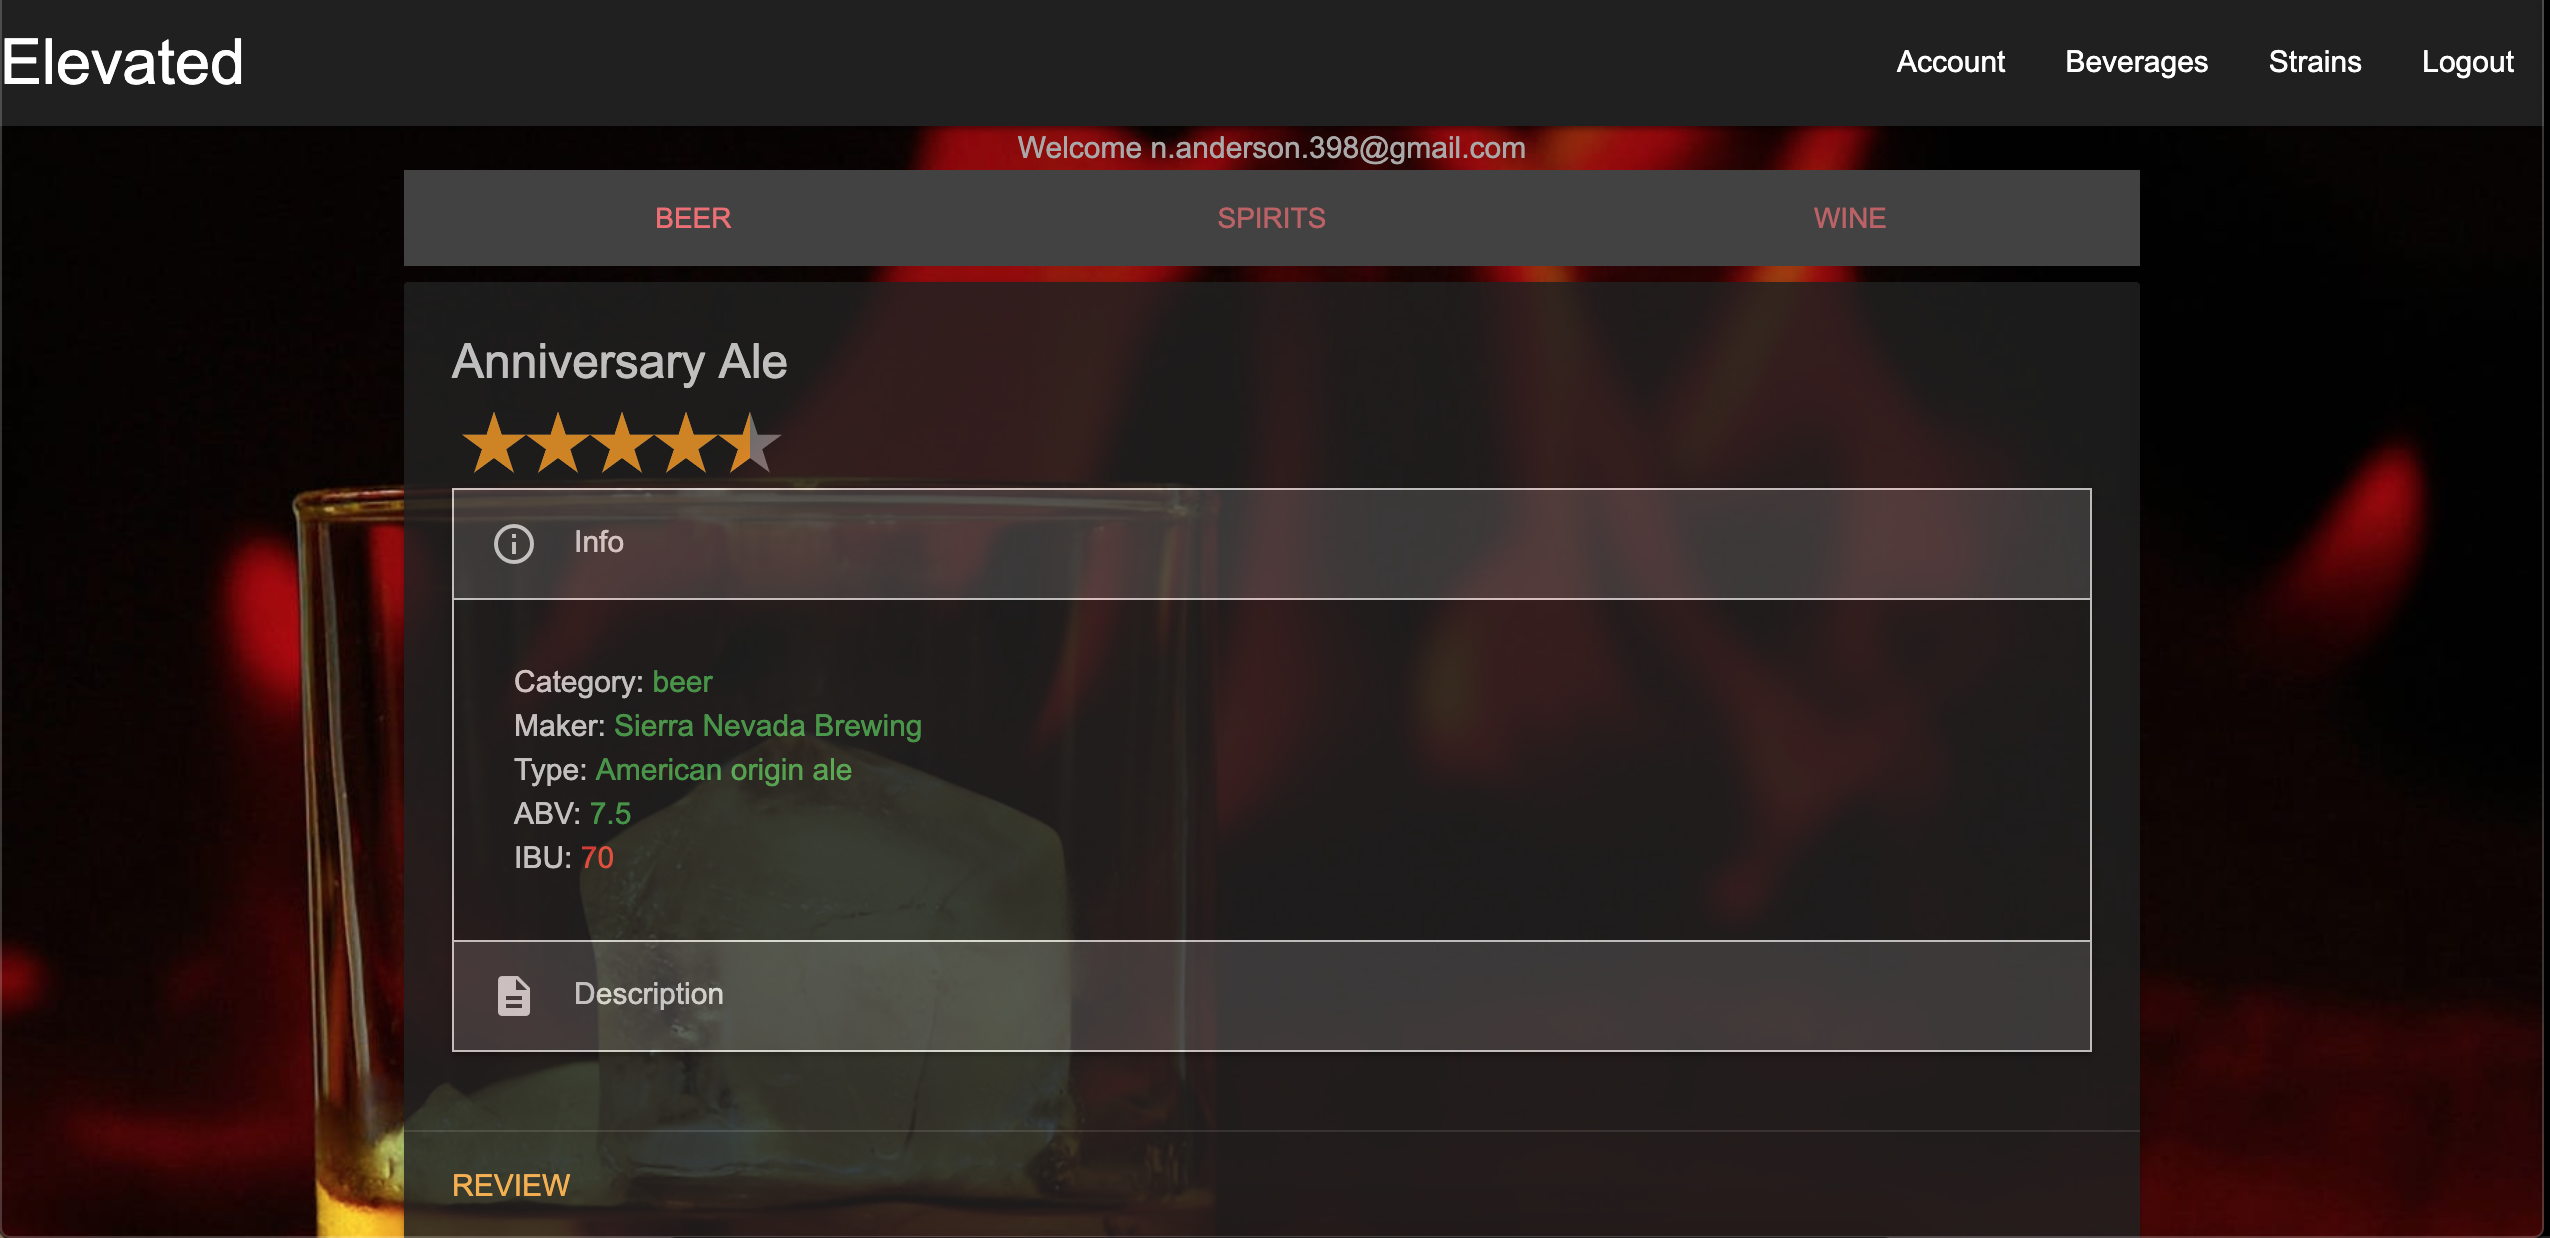 Elevated
Account Beverages Strains Logout
Welcome n.anderson.398@gmail.com
BEER SPIRITS WINE
Anniversary Ale
Info
Category: beer
Maker: Sierra Nevada Brewing
Type: American origin ale
ABV: 7.5
IBU: 70
Description
REVIEW